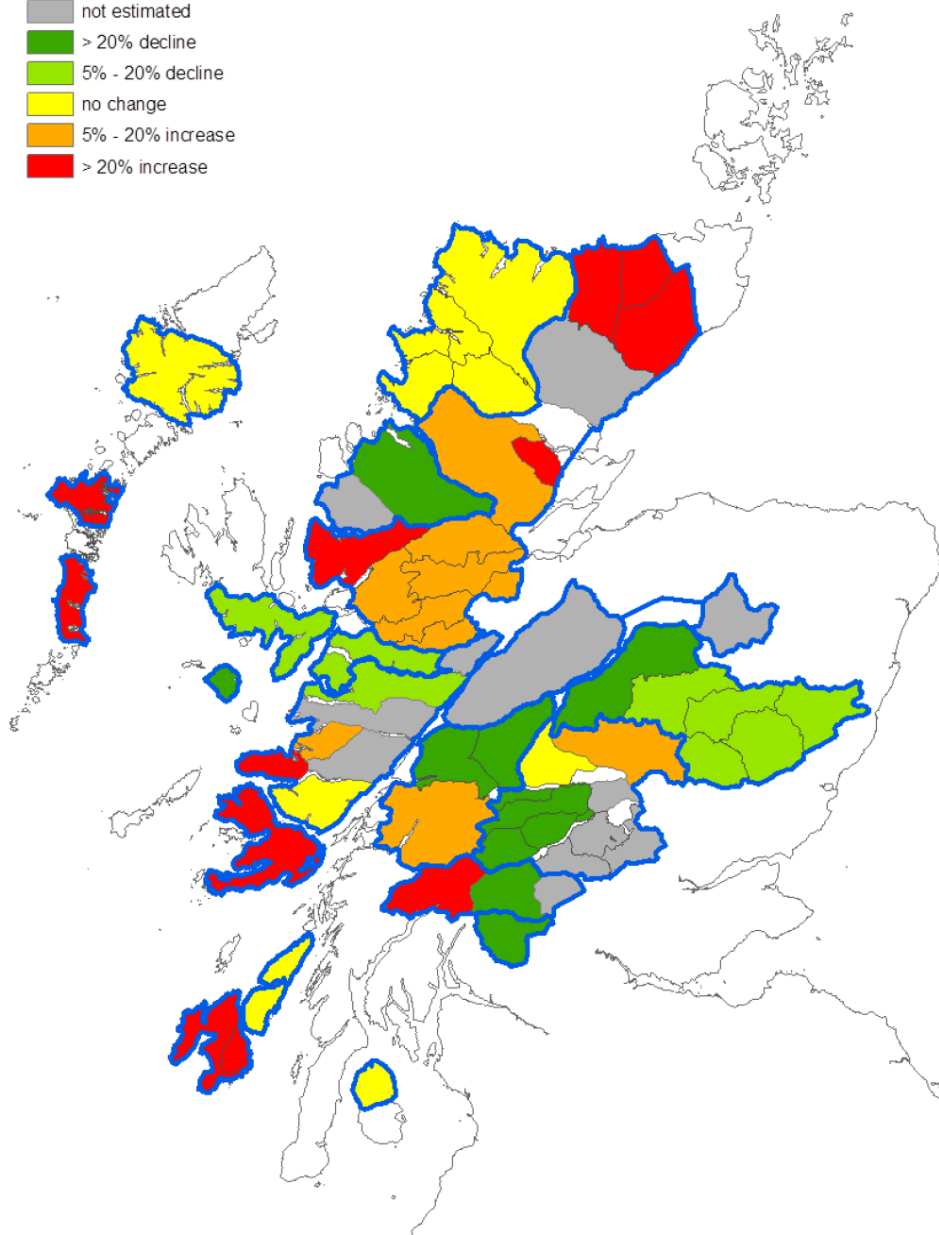 not estimated
> 20% decline
5% - 20% decline
no change
5% - 20% increase
> 20% increase